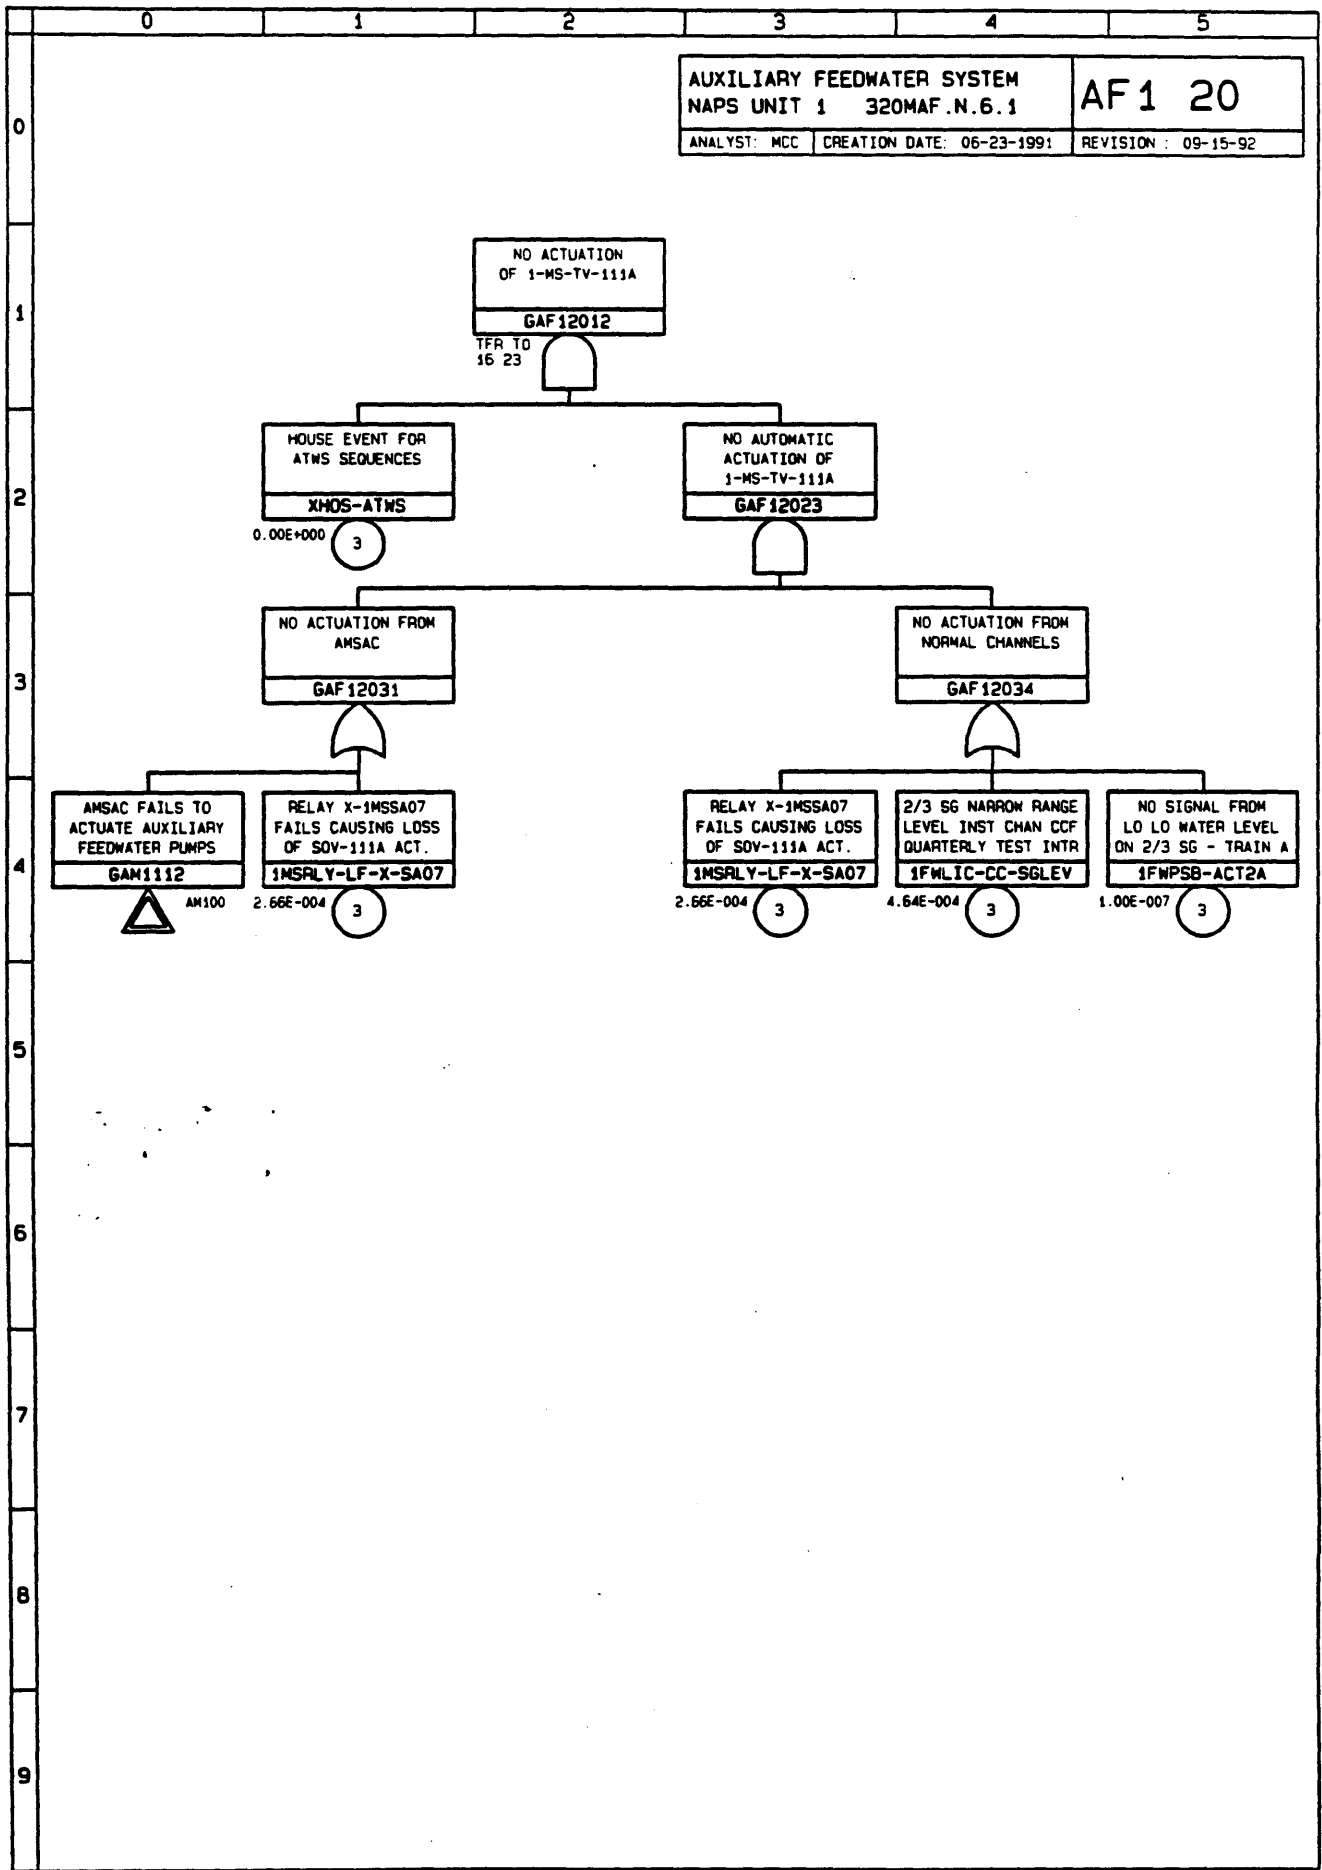 0 1 2 3 4 5
AUXILIARY FEEDWATER SYSTEM
NAPS UNIT 1 320MAF.N.6.1
AF1 20
ANALYST: MCC CREATION DATE: 06-23-1991 REVISION : 09-15-92
0
NO ACTUATION
OF 1-MS-TV-111A
GAF12012
TFR TO
16 23
1
HOUSE EVENT FOR
ATWS SEQUENCES
XHOS-ATWS
0.00E+000
3
NO AUTOMATIC
ACTUATION OF
1-MS-TV-111A
GAF12023
2
NO ACTUATION FROM
AMSAC
GAF12031
NO ACTUATION FROM
NORMAL CHANNELS
GAF12034
3
AMSAC FAILS TO
ACTUATE AUXILIARY
FEEDWATER PUMPS
GAM1112
AM100
RELAY X-1MSSA07
FAILS CAUSING LOSS
OF SOV-111A ACT.
1MSRLY-LF-X-SA07
2.66E-004
3
RELAY X-1MSSA07
FAILS CAUSING LOSS
OF SOV-111A ACT.
1MSRLY-LF-X-SA07
2.66E-004
3
2/3 SG NARROW RANGE
LEVEL INST CHAN CCF
QUARTERLY TEST INTR
1FWLIC-CC-SGLEV
4.64E-004
3
NO SIGNAL FROM
LO LO WATER LEVEL
ON 2/3 SG - TRAIN A
1FWPSB-ACT2A
1.00E-007
3
4
5
6
7
8
9